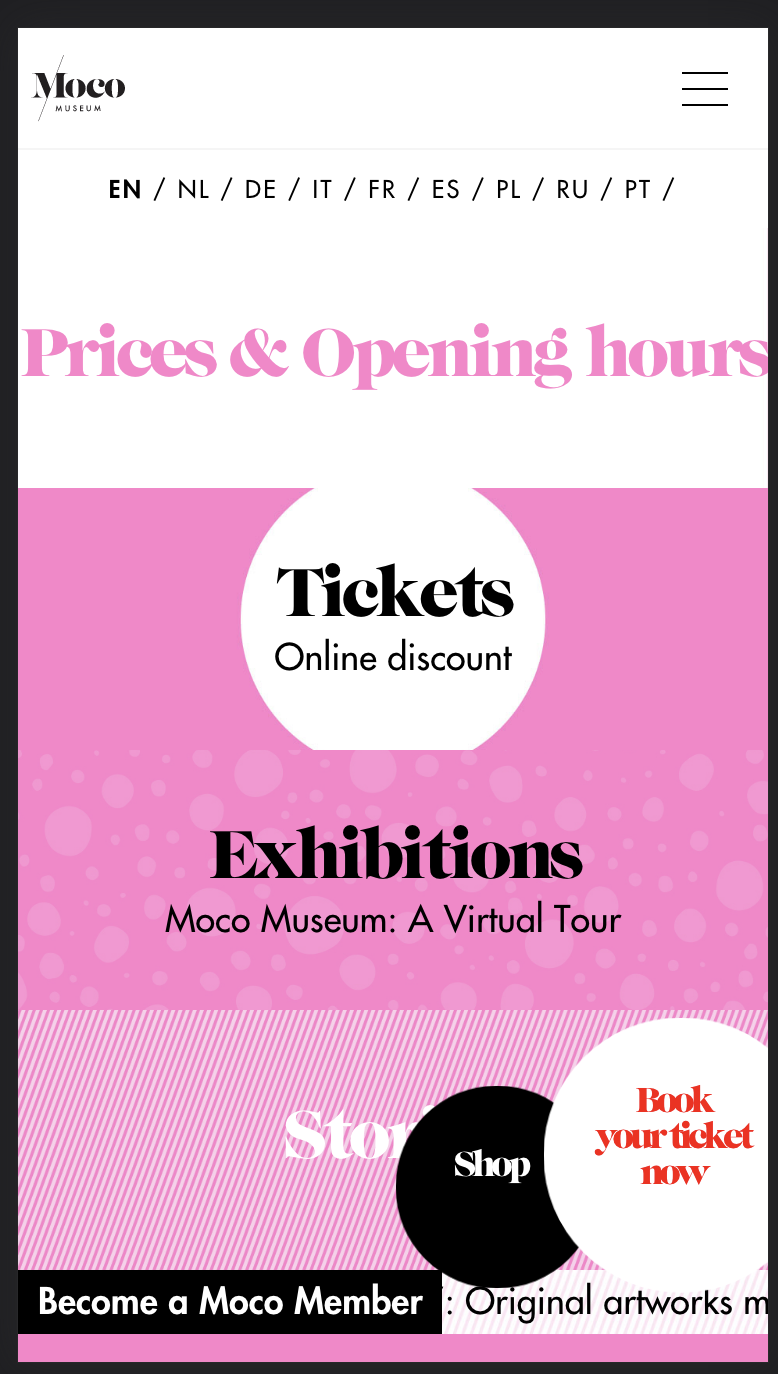 Moco
MUSEUM
EN / NL / DE / IT / FR / ES / PL / RU / PT /
Prices & Opening hours
Tickets
Online discount
Exhibitions
Moco Museum: A Virtual Tour
Shop
Book
your ticket
now
Become a Moco Member
: Original artworks m